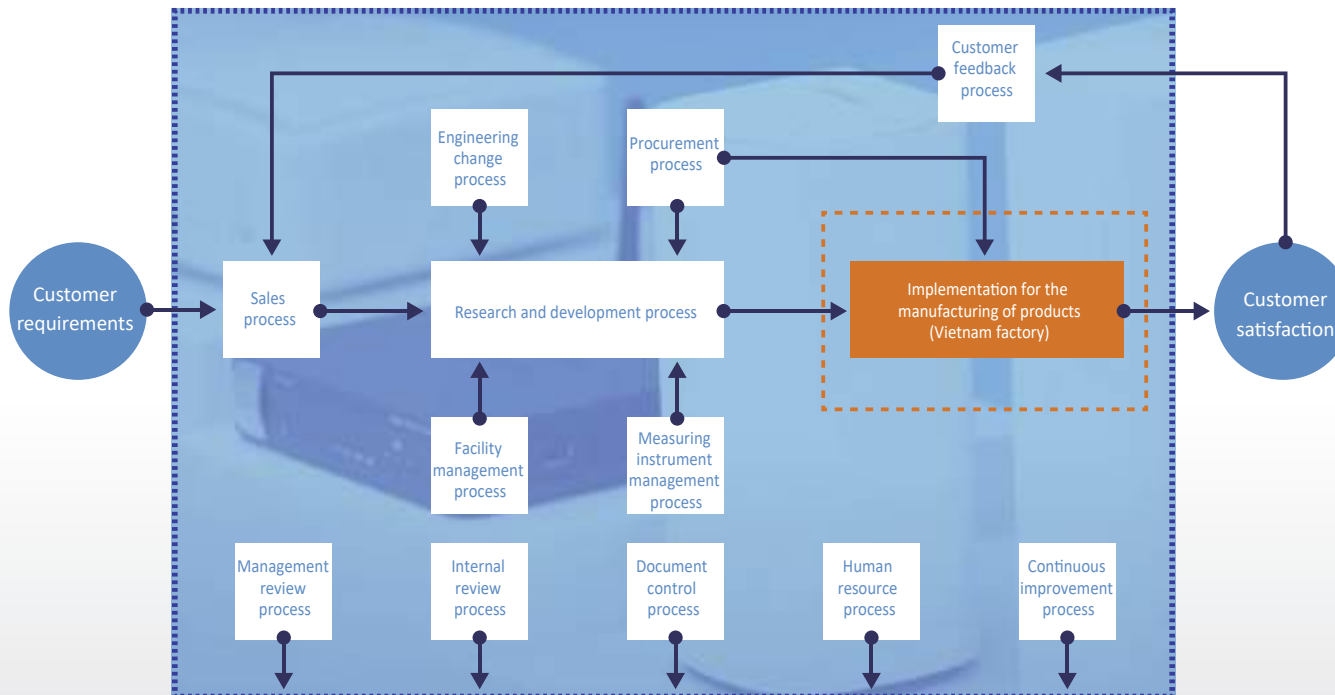 Customer
feedback
process
Engineering
change
process
Procurement
process
Customer
requirements
Sales
process
Research and development process
Implementation for the
manufacturing of products
(Vietnam factory)
Customer
satisfaction
Facility
management
process
Measuring
instrument
management
process
Management
review
process
Internal
review
process
Document
control
process
Human
resource
process
Continuous
improvement
process